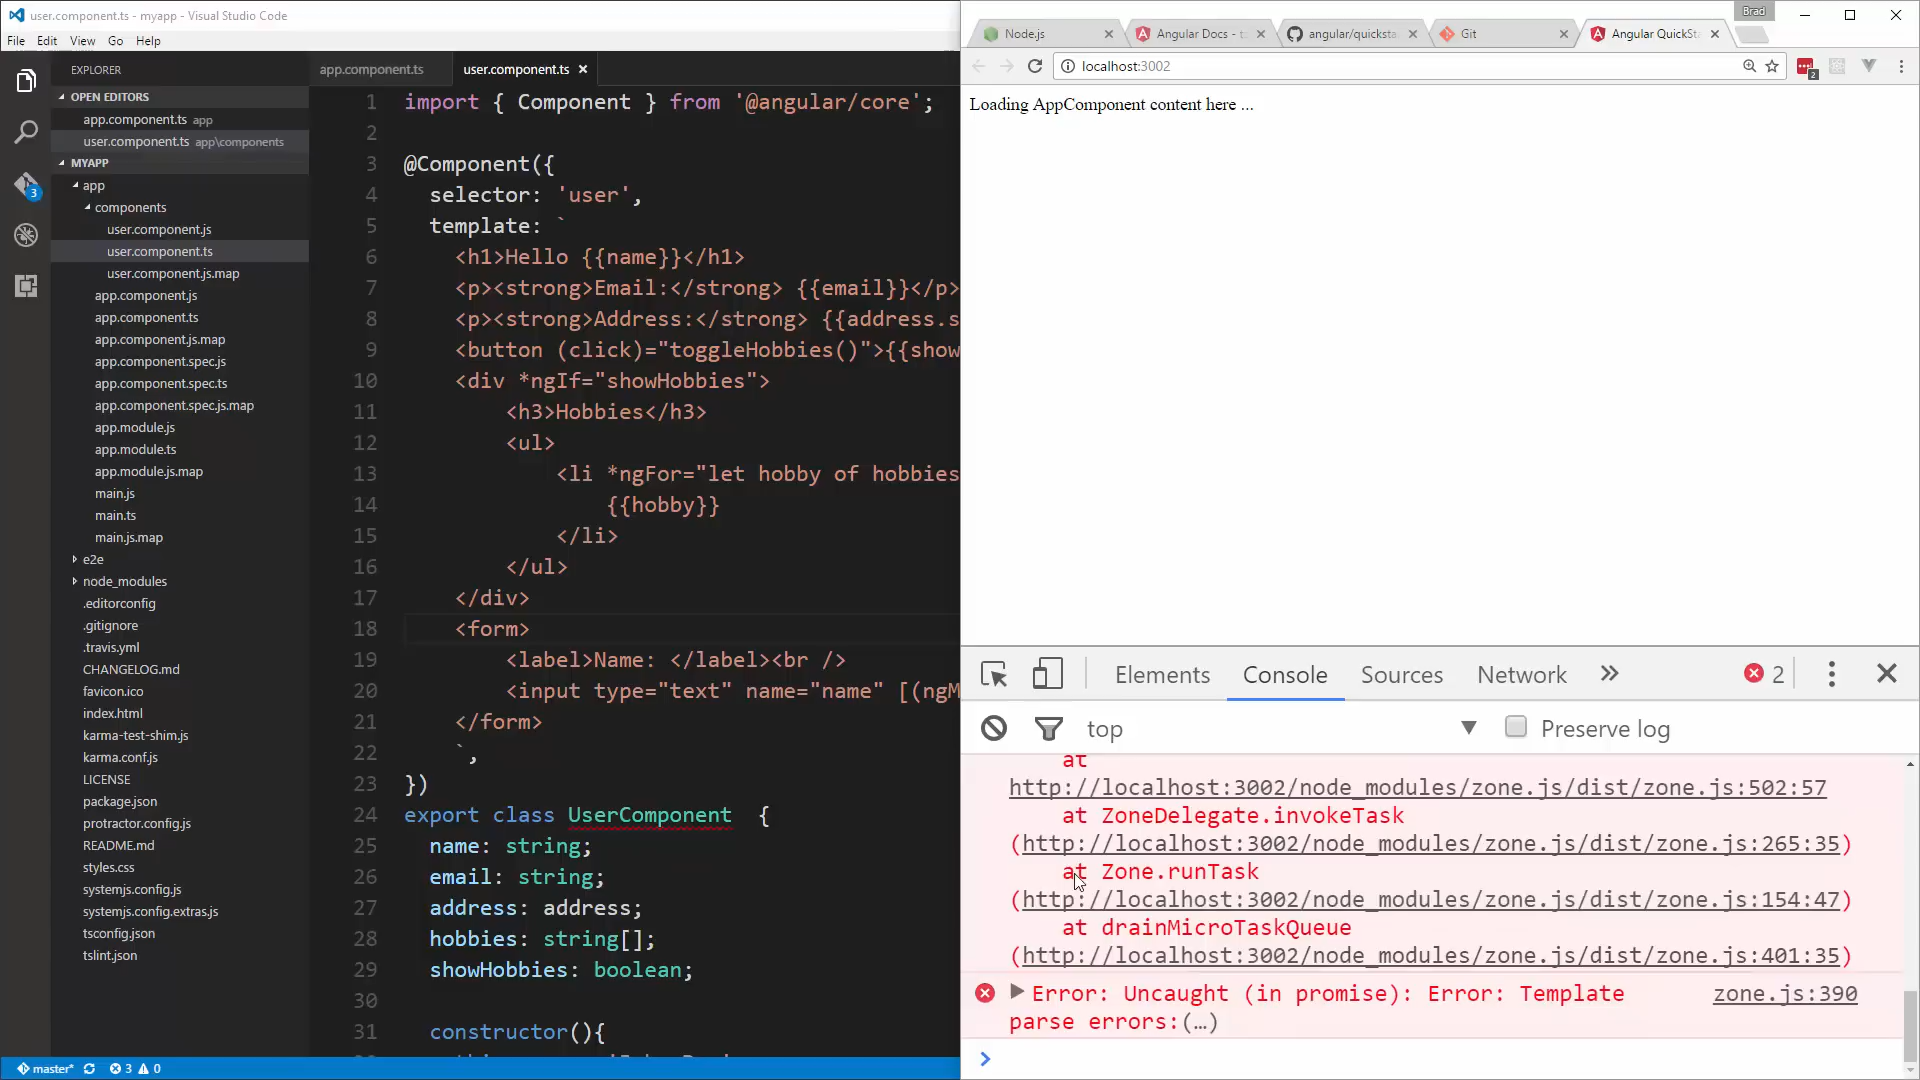 user.component.ts - myapp - Visual Studio Code
File Edit View Go Help
EXPLORER
OPEN EDITORS
app.component.ts app
user.component.ts app\components
MYAPP
app
components
user.component.js
user.component.ts
user.component.js.map
app.component.js
app.component.ts
app.component.js.map
app.component.spec.js
app.component.spec.ts
app.component.spec.js.map
app.module.js
app.module.ts
app.module.js.map
main.js
main.ts
main.js.map
e2e
node_modules
.editorconfig
.gitignore
.travis.yml
CHANGELOG.md
favicon.ico
index.html
karma-test-shim.js
karma.conf.js
LICENSE
package.json
protractor.config.js
README.md
styles.css
systemjs.config.js
systemjs.config.extras.js
tsconfig.json
tslint.json
3
master* 3 0
app.component.ts user.component.ts
1 import { Component } from '@angular/core';
2
3 @Component({
4 selector: 'user',
5 template: `
6 <h1>Hello {{name}}</h1>
7 <p><strong>Email:</strong> {{email}}</p>
8 <p><strong>Address:</strong> {{address.s
9 <button (click)="toggleHobbies()">{{show
10 <div *ngIf="showHobbies">
11 <h3>Hobbies</h3>
12 <ul>
13 <li *ngFor="let hobby of hobbies
14 {{hobby}}
15 </li>
16 </ul>
17 </div>
18 <form>
19 <label>Name: </label><br />
20 <input type="text" name="name" [(ngM
21 </form>
22 `,
23 })
24 export class UserComponent {
25 name: string;
26 email: string;
27 address: address;
28 hobbies: string[];
29 showHobbies: boolean;
30
31 constructor(){
Brad
Node.js Angular Docs - ts angular/quicksta Git Angular QuickSt
localhost:3002
2
Loading AppComponent content here ...
Elements Console Sources Network 2
top Preserve log
at
http://localhost:3002/node_modules/zone.js/dist/zone.js:502:57
at ZoneDelegate.invokeTask
(http://localhost:3002/node_modules/zone.js/dist/zone.js:265:35)
at Zone.runTask
(http://localhost:3002/node_modules/zone.js/dist/zone.js:154:47)
at drainMicroTaskQueue
(http://localhost:3002/node_modules/zone.js/dist/zone.js:401:35)
Error: Uncaught (in promise): Error: Template zone.js:390
parse errors:(…)